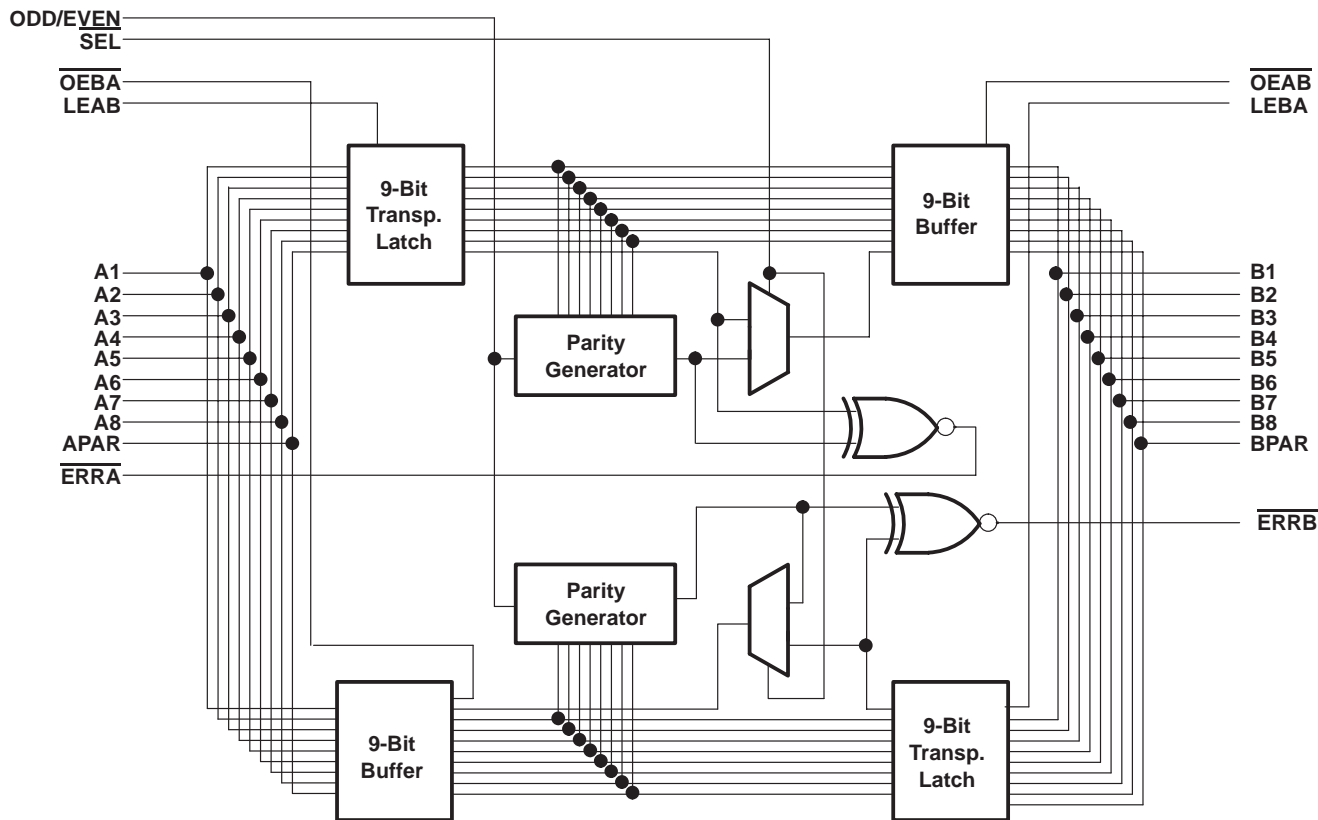 ODD/EVEN
SEL
OEBA
LEAB
OEAB
LEBA
9-Bit
Transp.
Latch
9-Bit
Buffer
A1
A2
A3
A4
A5
A6
A7
A8
APAR
ERRA
B1
B2
B3
B4
B5
B6
B7
B8
BPAR
ERRB
Parity
Generator
Parity
Generator
9-Bit
Buffer
9-Bit
Transp.
Latch